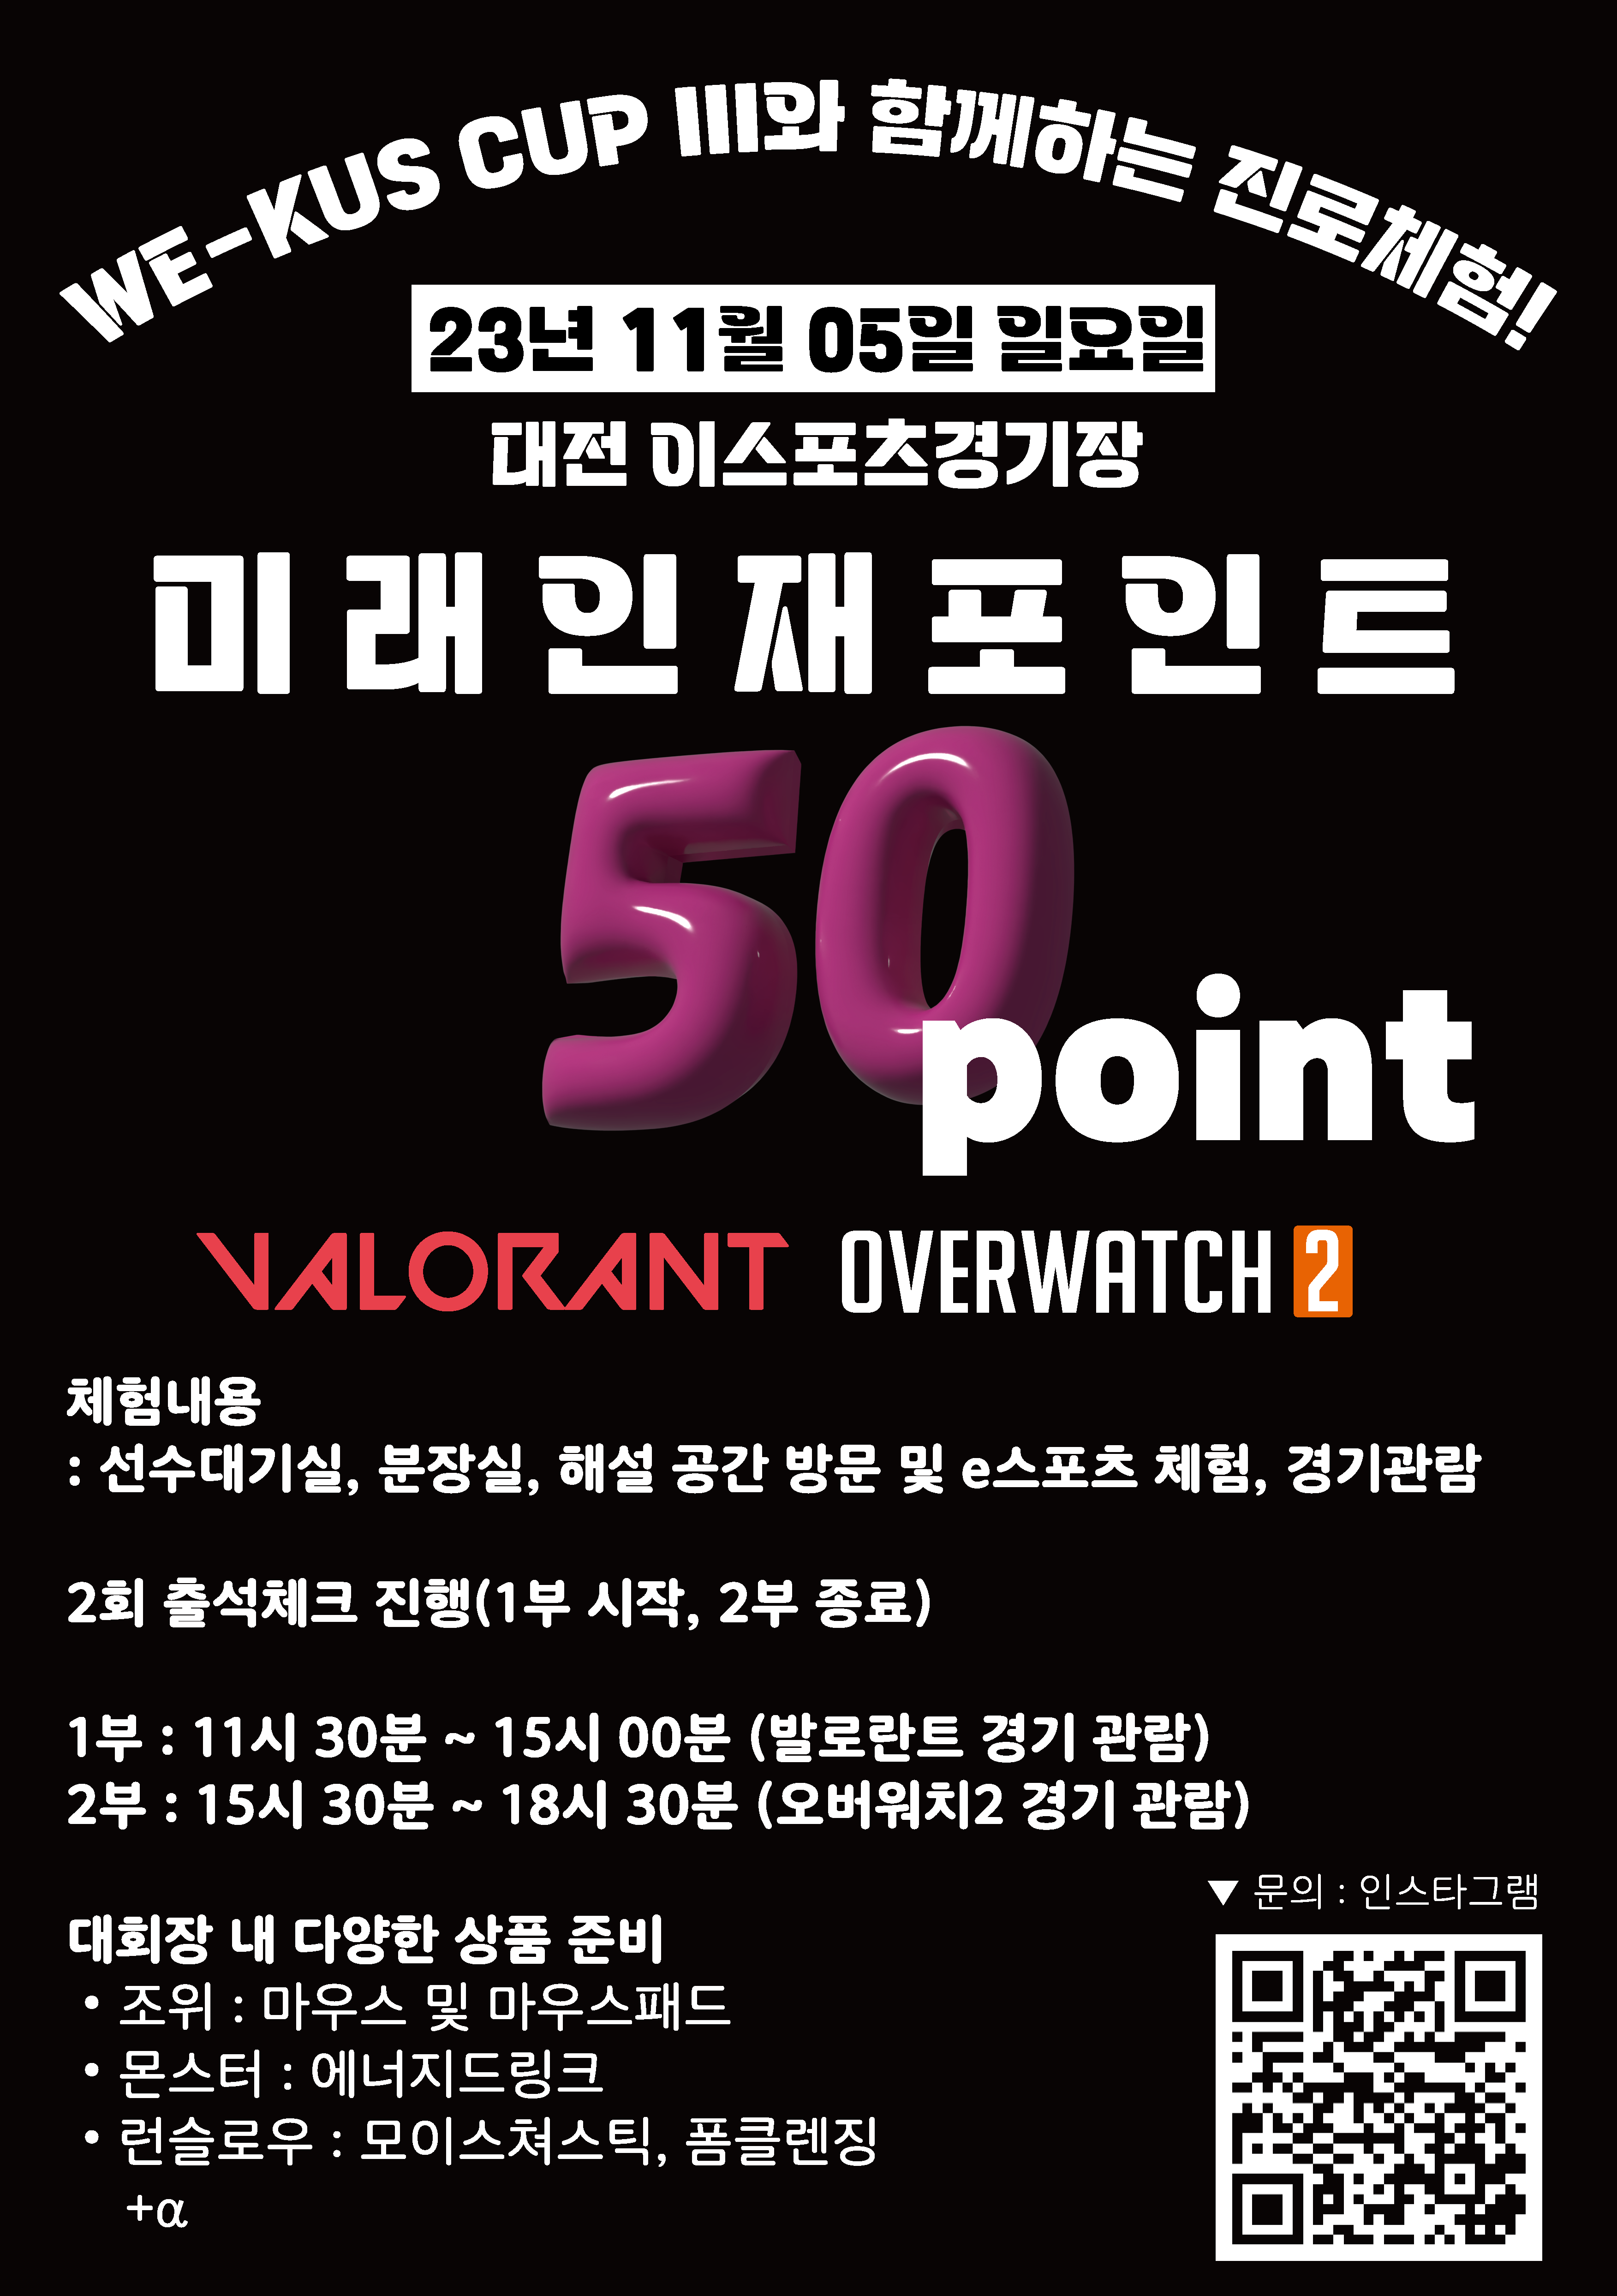 WE-KUS CUP III와 함께하는 진로체험!
23년 11월 05일 일요일
대전 이스포츠경기장
미래인재포인트
50
point
VALORANT OVERWATCH 2
체험내용
: 선수대기실, 분장실, 해설 공간 방문 및 e스포츠 체험, 경기관람
2회 출석체크 진행(1부 시작, 2부 종료)
1부 : 11시 30분 ~ 15시 00분 (발로란트 경기 관람)
2부 : 15시 30분 ~ 18시 30분 (오버워치2 경기 관람)
▼ 문의 : 인스타그램
대회장 내 다양한 상품 준비
• 조위 : 마우스 및 마우스패드
• 몬스터 : 에너지드링크
• 런슬로우 : 모이스쳐스틱, 폼클렌징
+α